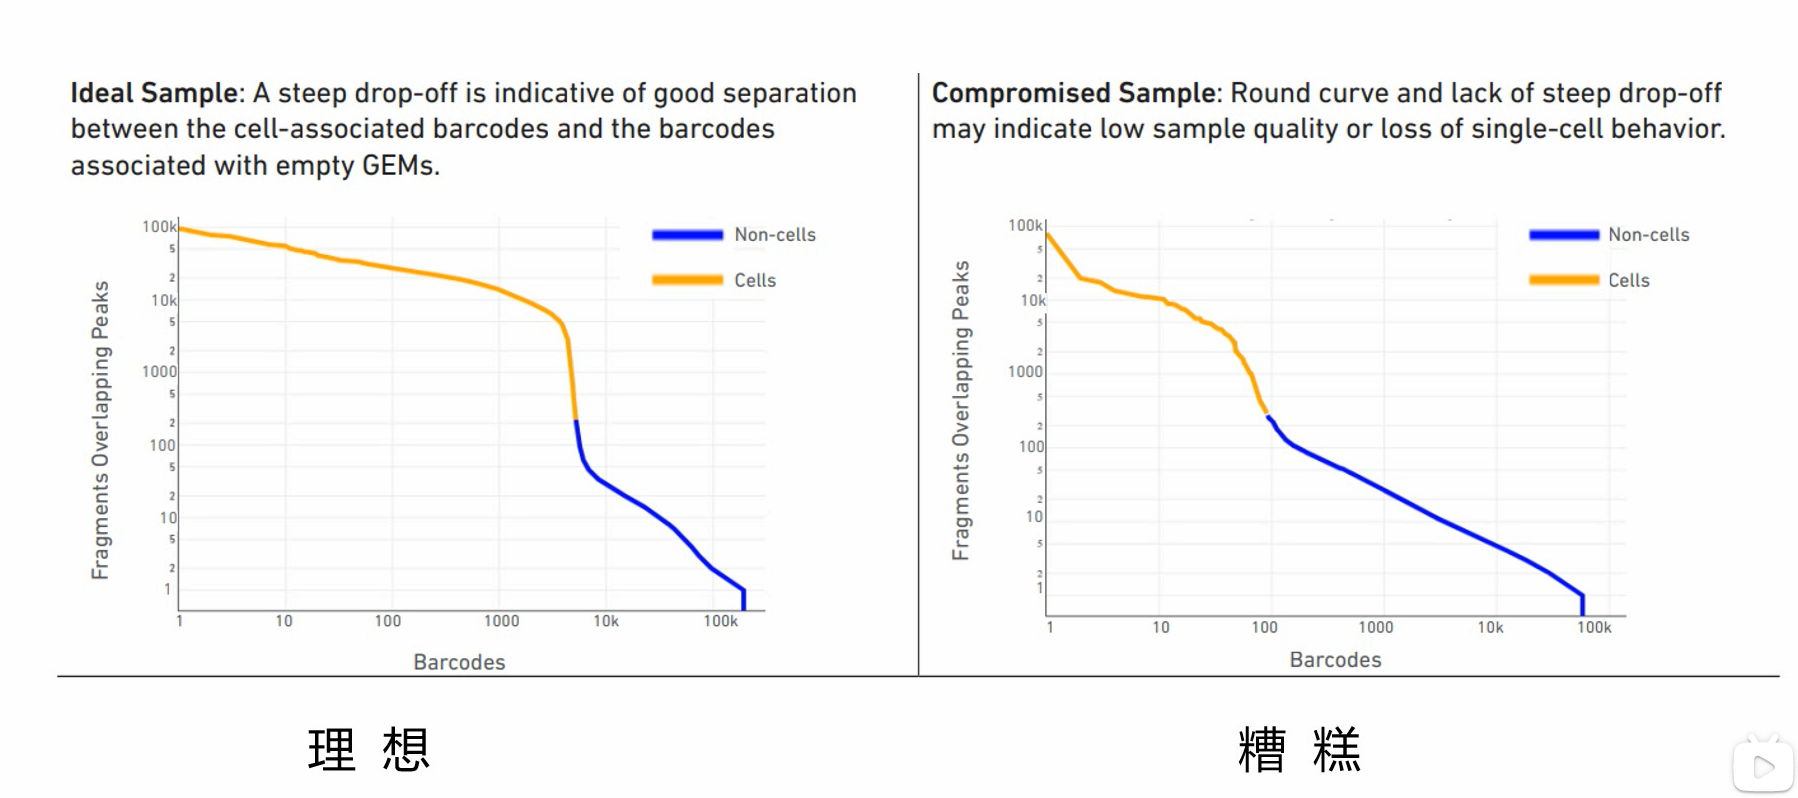 Ideal Sample: A steep drop-off is indicative of good separation
between the cell-associated barcodes and the barcodes
associated with empty GEMs.
Fragments Overlapping Peaks
100k
5
2
10k
5
2
1000
5
2
100
5
2
10
5
2
1
1 10 100 1000 10k 100k
Barcodes
Non-cells
Cells
Compromised Sample: Round curve and lack of steep drop-off
may indicate low sample quality or loss of single-cell behavior.
Fragments Overlapping Peaks
100k
5
2
10k
5
2
1000
5
2
100
5
2
10
5
2
1
1 10 100 1000 10k 100k
Barcodes
Non-cells
Cells
理 想
糟 糕